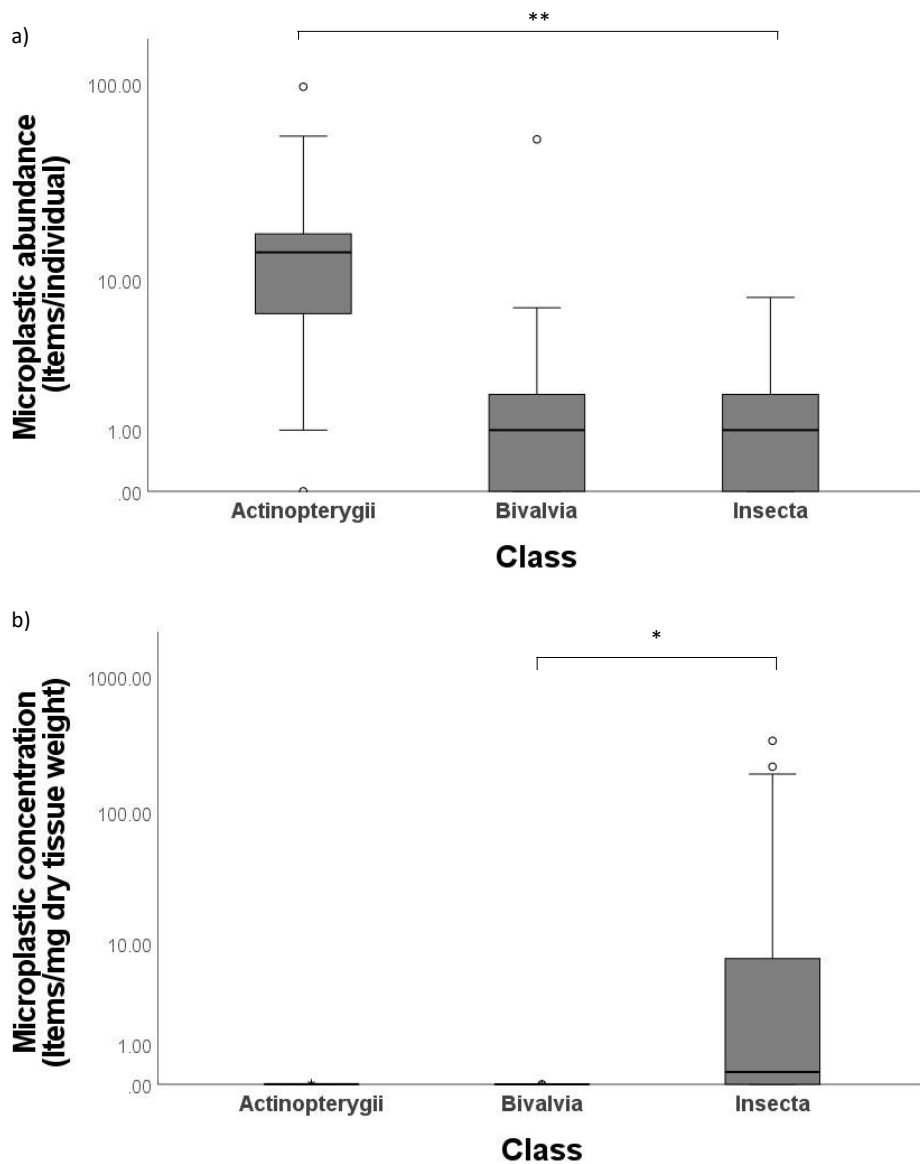 a)
**
Microplastic abundance
(Items/individual)
100.00
10.00
1.00
.00
Actinopterygii Bivalvia Insecta
Class
b)
*
Microplastic concentration
(Items/mg dry tissue weight)
1000.00
100.00
10.00
1.00
.00
Actinopterygii Bivalvia Insecta
Class